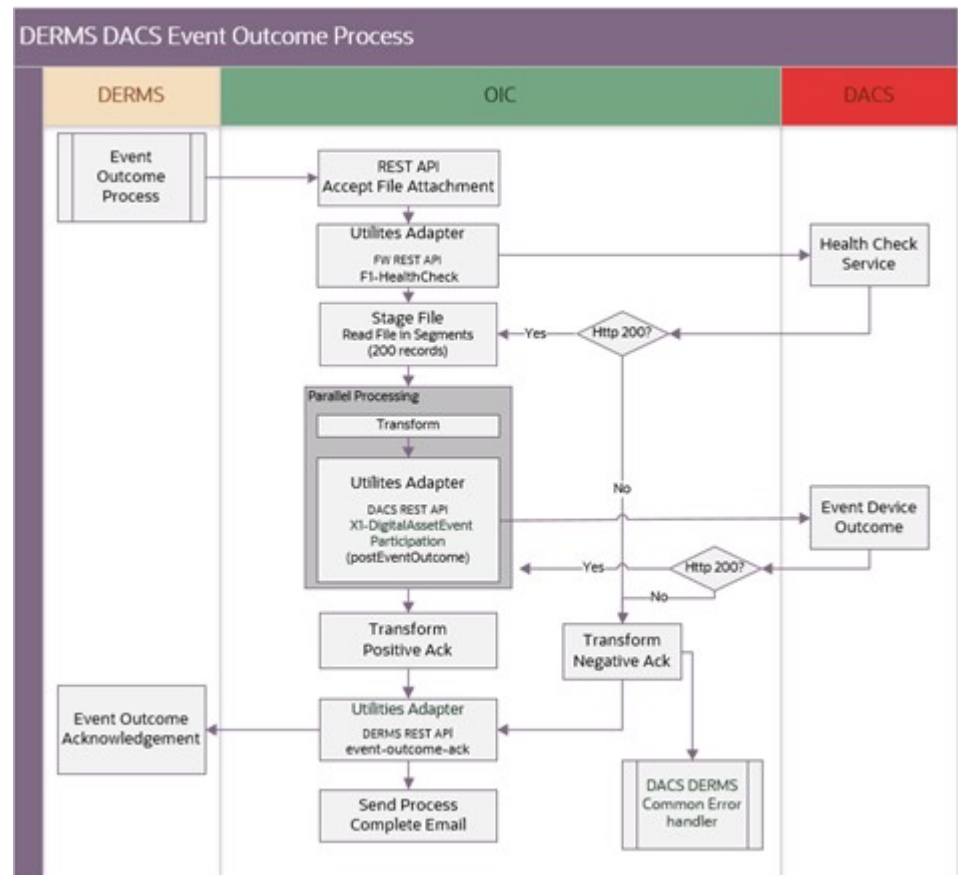 DERMS DACS Event Outcome Process
DERMS
OIC
DACS
Event
Outcome
Process
REST API
Accept File Attachment
Utilites Adapter
FW REST API
F1-HealthCheck
Health Check
Service
Stage File
Read File in Segments
(200 records)
Yes
Http 200?
Parallel Processing
Transform
Utilites Adapter
DACS REST API
X1-DigitalAssetEvent
Participation
(postEventOutcome)
No
Event Device
Outcome
Yes
Http 200?
No
Transform
Positive Ack
Transform
Negative Ack
Event Outcome
Acknowledgement
Utilities Adapter
DERMS REST API
event-outcome-ack
Send Process
Complete Email
DACS DERMS
Common Error
handler